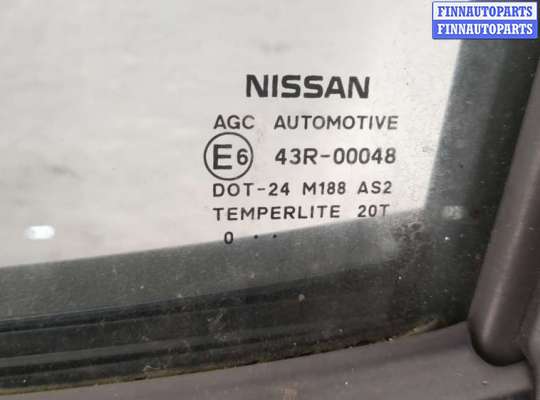 FINNAUTOPARTS
FINNAUTOPARTS
NISSAN
AGC AUTOMOTIVE
E6 43R-00048
DOT-24 M188 AS2
TEMPERLITE 20T
0 ..